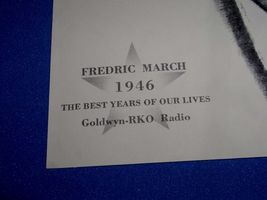 FREDRIC MARCH
1946
THE BEST YEARS OF OUR LIVES
Goldwyn-RKO Radio